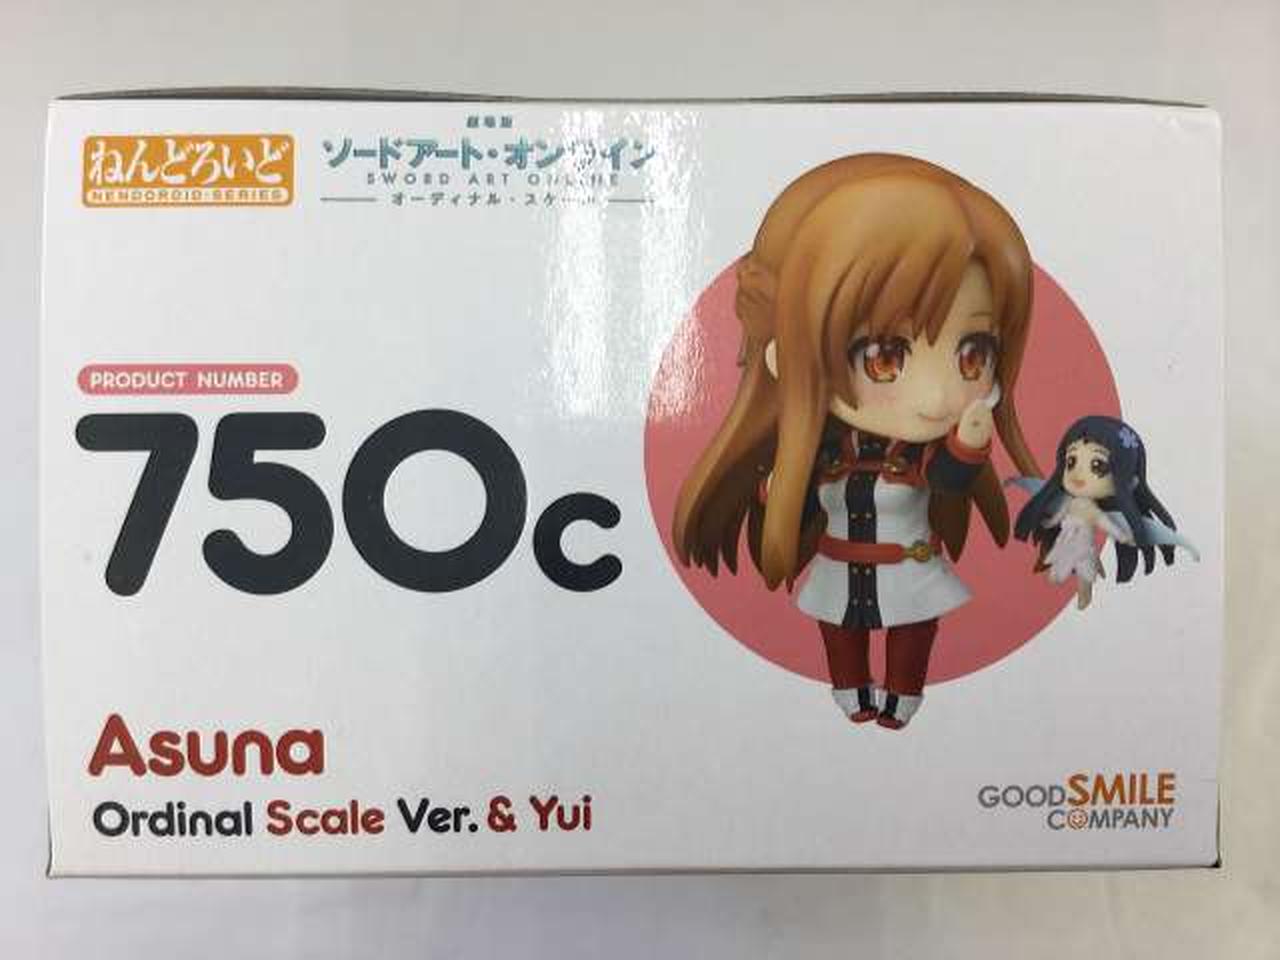 ねんどろいど
NENDOROID SERIES
劇場版
ソードアート・オンライン
SWORD ART ONLINE
オーディナル・スケール
PRODUCT NUMBER
750c
Asuna
Ordinal Scale Ver. & Yui
GOODSMILE
COMPANY